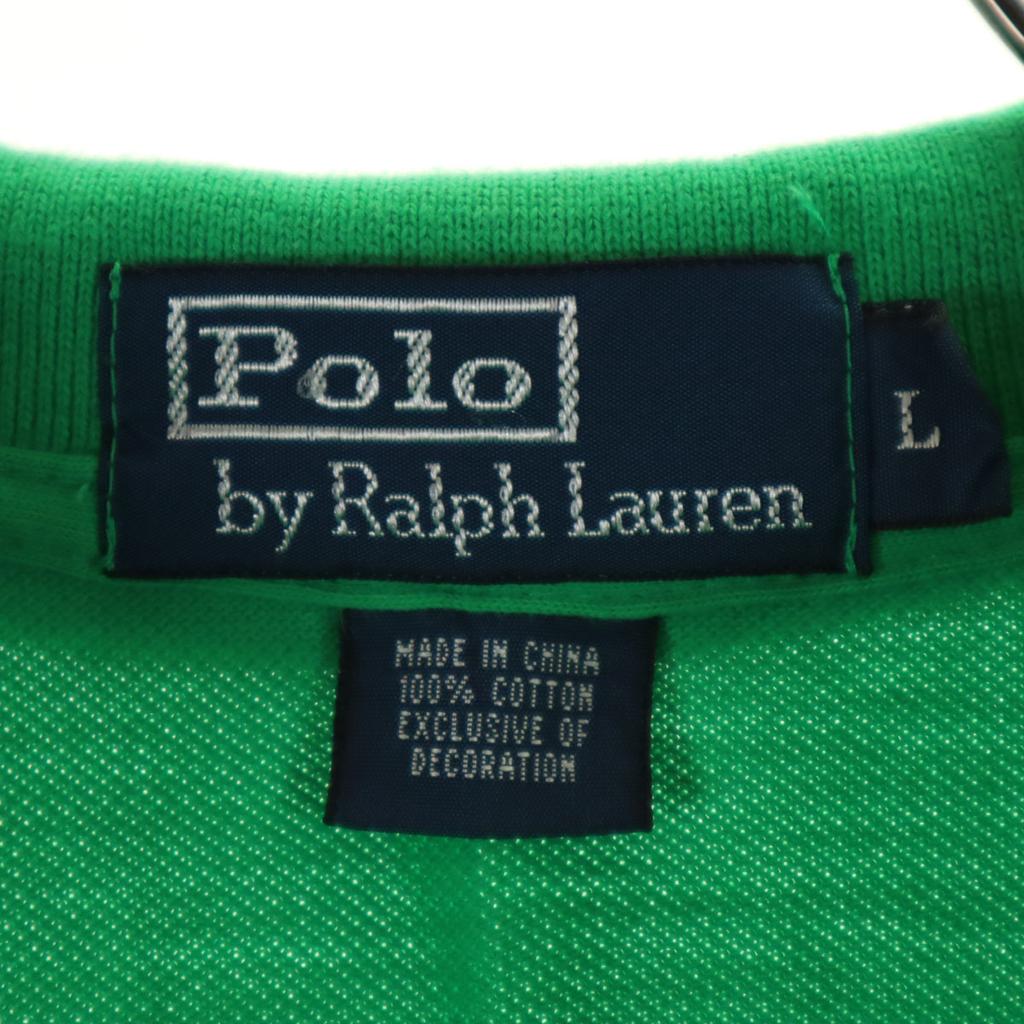 Polo
by Ralph Lauren
L
MADE IN CHINA
100% COTTON
EXCLUSIVE OF
DECORATION